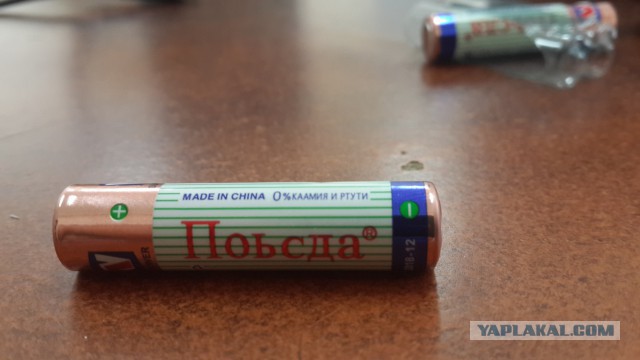 MADE IN CHINA 0%КААМИЯ И РТУТИ
Поьсда®
YAPLAKAL.COM